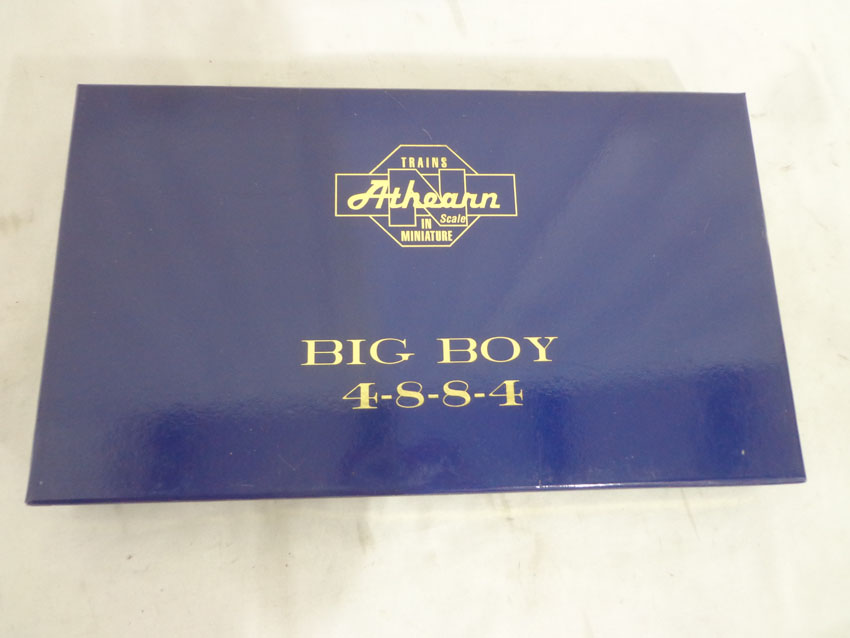 TRAINS
Athearn
N Scale
IN
MINIATURE
BIG BOY
4-8-8-4